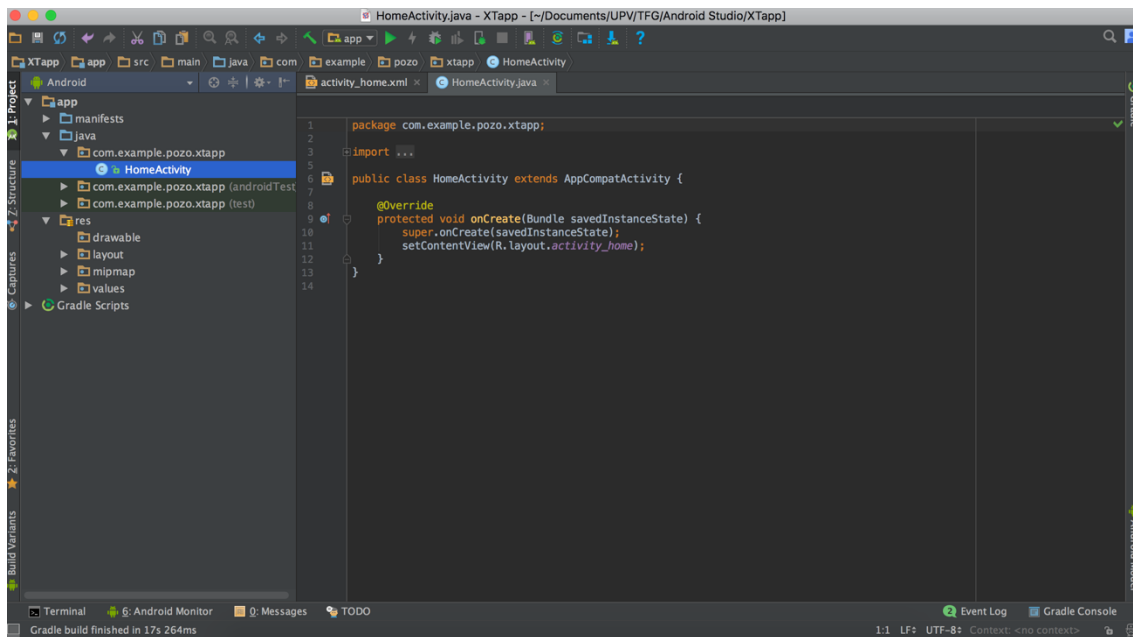 HomeActivity.java - XTapp - [~/Documents/UPV/TFG/Android Studio/XTapp]
app
XTapp app src main java com example pozo xtapp HomeActivity
Android
activity_home.xml HomeActivity.java
1: Project
Z: Structure
Captures
2: Favorites
Build Variants
app
manifests
java
com.example.pozo.xtapp
HomeActivity
com.example.pozo.xtapp (androidTest
com.example.pozo.xtapp (test)
res
drawable
layout
mipmap
values
Gradle Scripts
1 package com.example.pozo.xtapp;
2
3 import ...
5
6 public class HomeActivity extends AppCompatActivity {
7
8 @Override
9 protected void onCreate(Bundle savedInstanceState) {
10 super.onCreate(savedInstanceState);
11 setContentView(R.layout.activity_home);
12 }
13 }
14
Terminal 6: Android Monitor 0: Messages TODO 2 Event Log Gradle Console
Gradle build finished in 17s 264ms 1:1 LF UTF-8 Context: <no context>